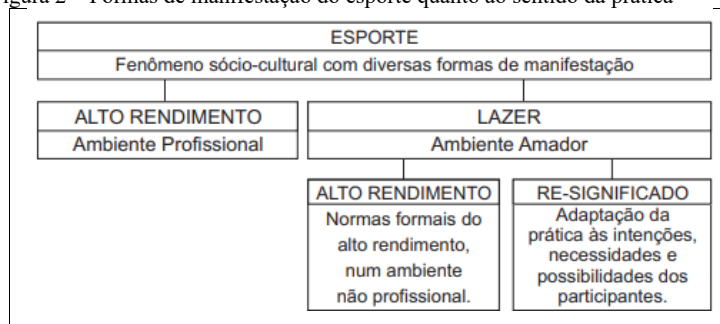 igura 2 – Formas de manifestação do esporte quanto ao sentido da prática
ESPORTE
Fenômeno sócio-cultural com diversas formas de manifestação
ALTO RENDIMENTO
Ambiente Profissional
LAZER
Ambiente Amador
ALTO RENDIMENTO
Normas formais do
alto rendimento,
num ambiente
não profissional.
RE-SIGNIFICADO
Adaptação da
prática às intenções,
necessidades e
possibilidades dos
participantes.